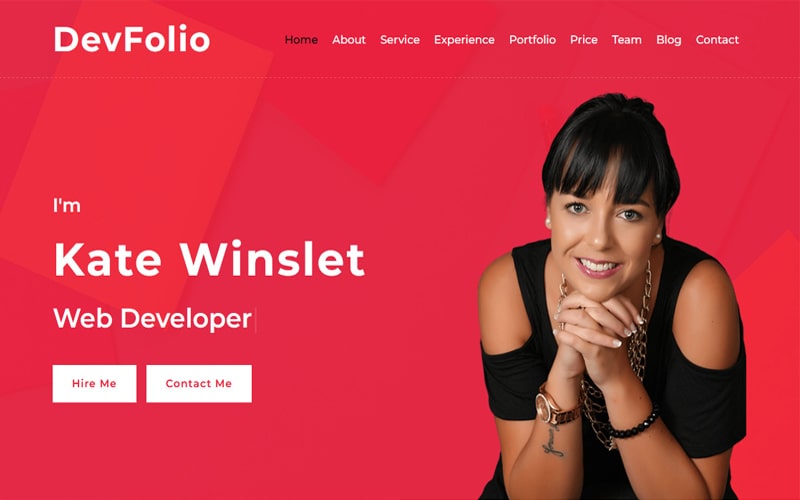 DevFolio
Home About Service Experience Portfolio Price Team Blog Contact
I'm
Kate Winslet
Web Developer
Hire Me Contact Me